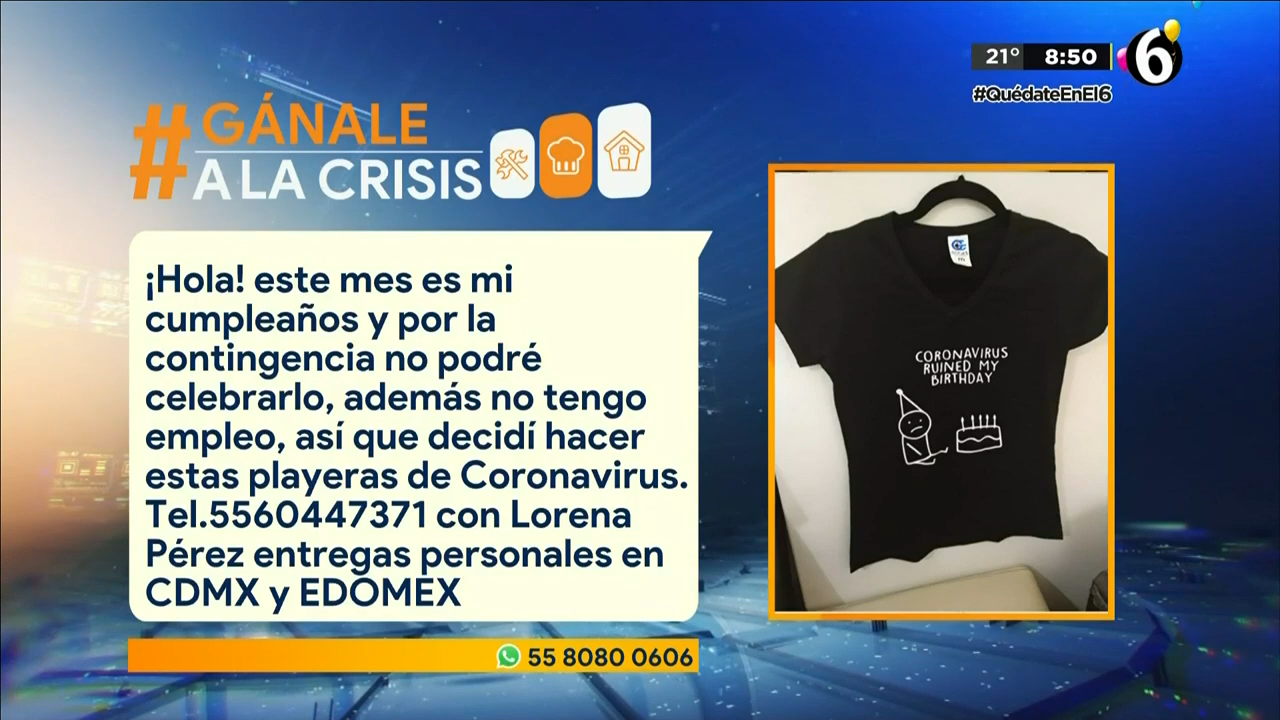 21° 8:50 6
#QuédateEnEl6
#GÁNALE
A LA CRISIS
¡Hola! este mes es mi
cumpleaños y por la
contingencia no podré
celebrarlo, además no tengo
empleo, así que decidí hacer
estas playeras de Coronavirus.
Tel.5560447371 con Lorena
Pérez entregas personales en
CDMX y EDOMEX
55 8080 0606
CORONAVIRUS
RUINED MY
BIRTHDAY